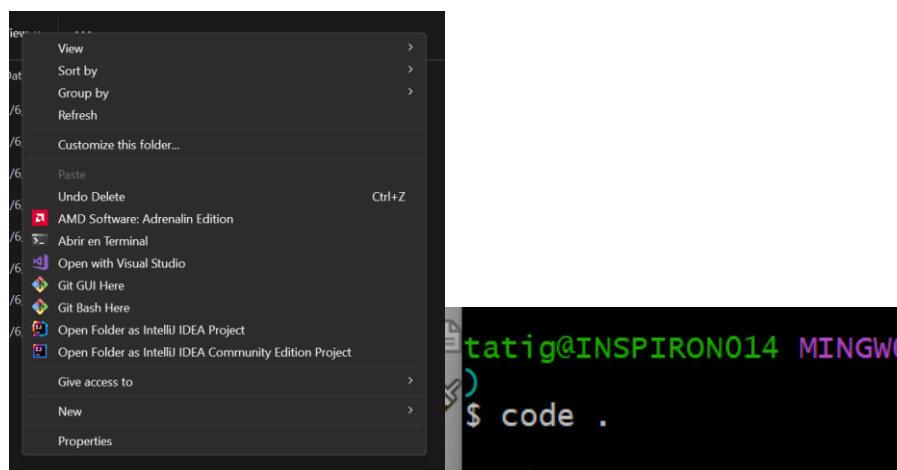 View
Sort by
Group by
Refresh
Customize this folder...
Paste
Undo Delete Ctrl+Z
AMD Software: Adrenalin Edition
Abrir en Terminal
Open with Visual Studio
Git GUI Here
Git Bash Here
Open Folder as IntelliJ IDEA Project
Open Folder as IntelliJ IDEA Community Edition Project
Give access to
New
Properties
tatig@INSPIRON014 MINGW
)
$ code .